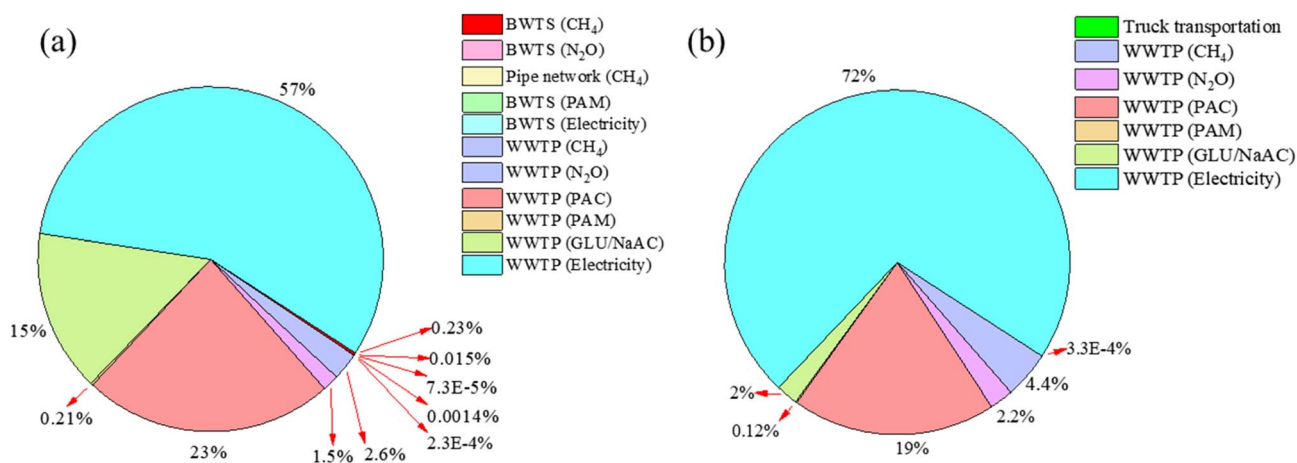 (a)
57%
15%
0.21%
23%
1.5%
2.6%
0.23%
0.015%
7.3E-5%
0.0014%
2.3E-4%
BWTS (CH₄)
BWTS (N₂O)
Pipe network (CH₄)
BWTS (PAM)
BWTS (Electricity)
WWTP (CH₄)
WWTP (N₂O)
WWTP (PAC)
WWTP (PAM)
WWTP (GLU/NaAC)
WWTP (Electricity)
(b)
72%
2%
0.12%
19%
2.2%
4.4%
3.3E-4%
Truck transportation
WWTP (CH₄)
WWTP (N₂O)
WWTP (PAC)
WWTP (PAM)
WWTP (GLU/NaAC)
WWTP (Electricity)